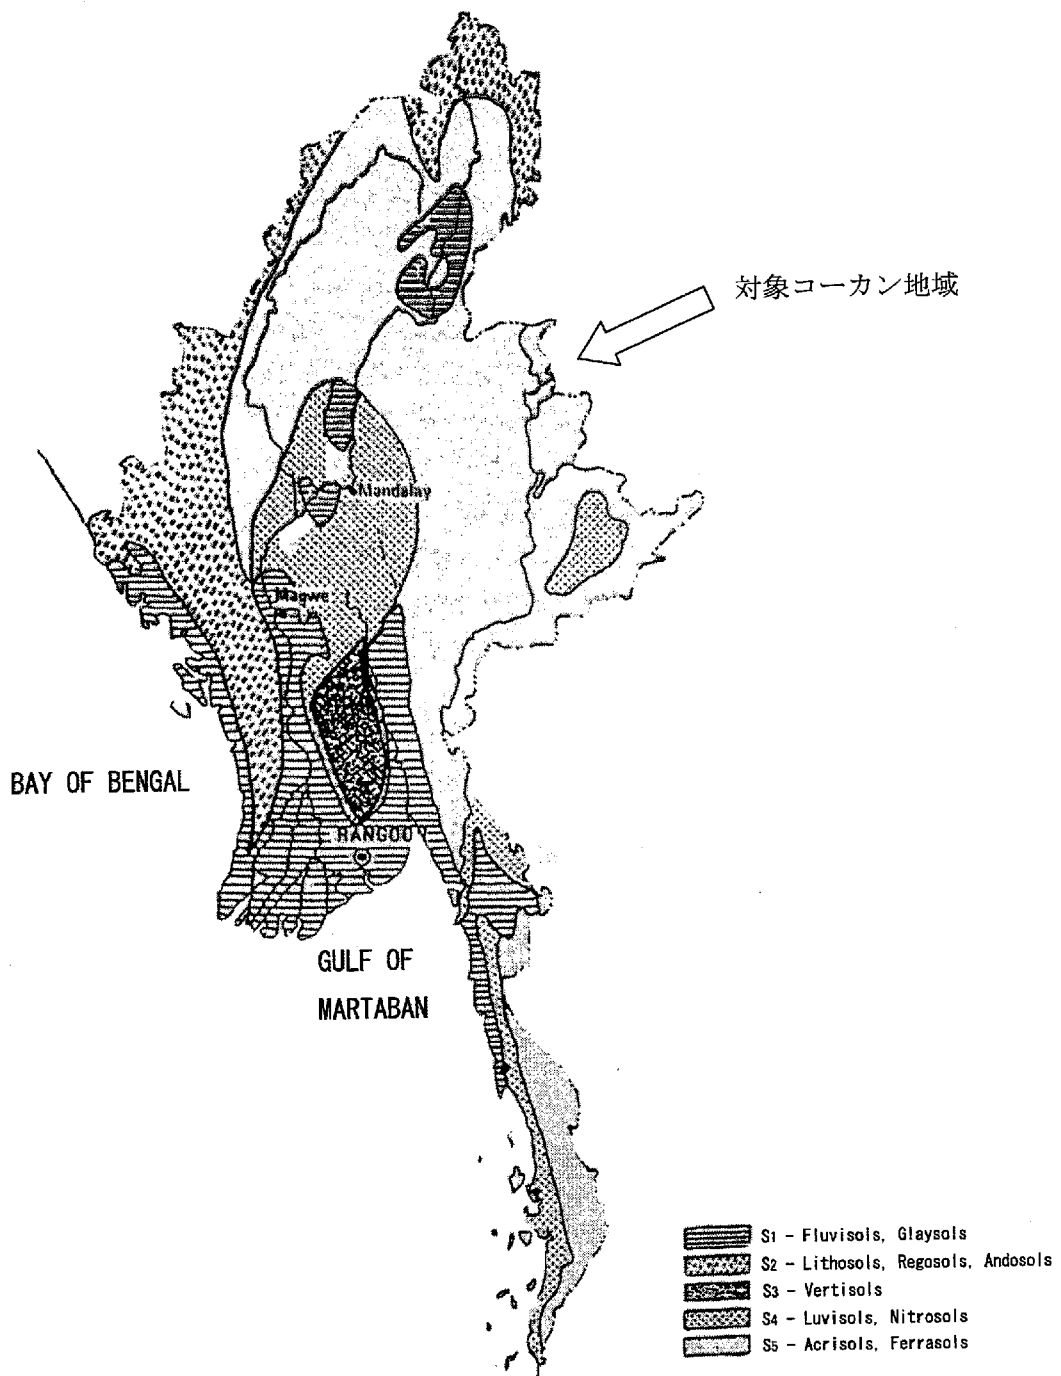 対象コーカン地域
Mandalay
Magwe
BAY OF BENGAL
RANGOO
GULF OF
MARTABAN
S1 - Fluvisols, Glaysols
S2 - Lithosols, Regosols, Andosols
S3 - Vertisols
S4 - Luvisols, Nitrosols
S5 - Acrisols, Ferrasols